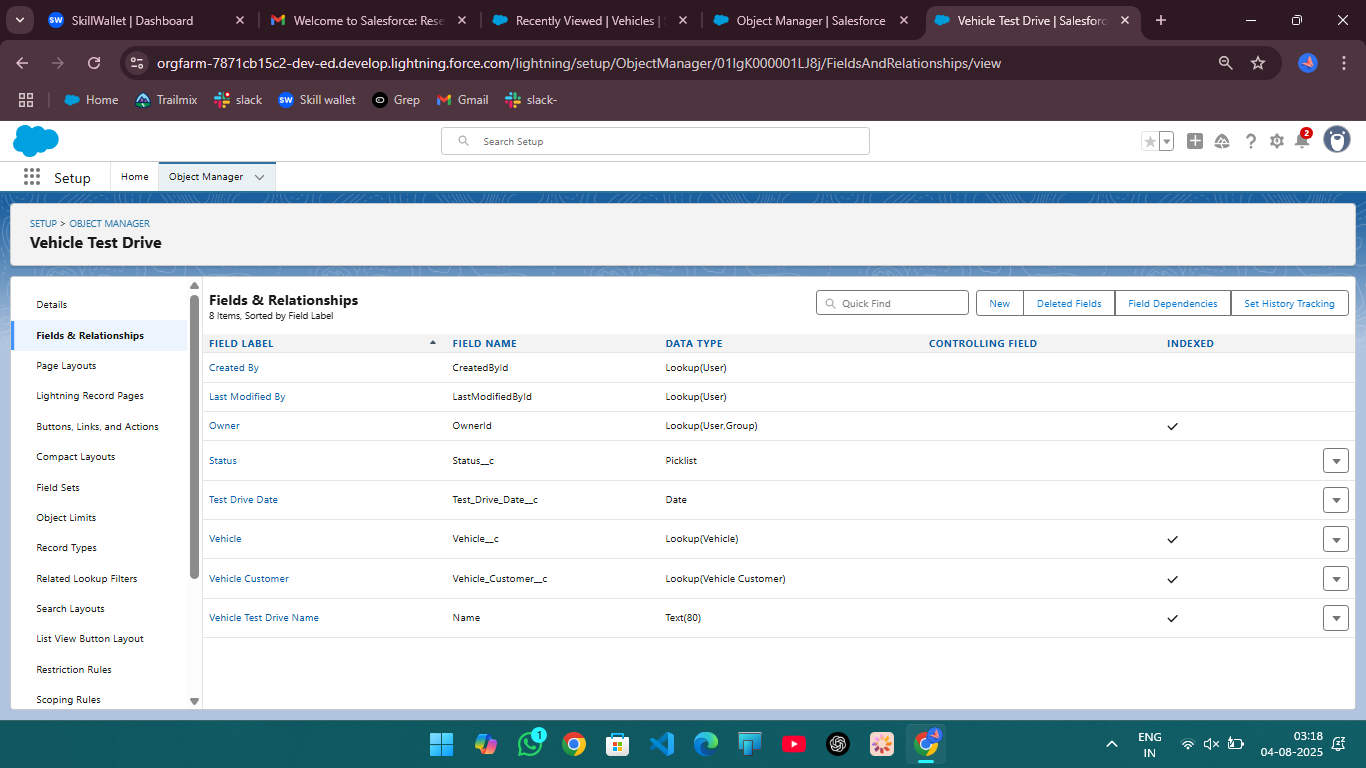 SkillWallet | Dashboard
Welcome to Salesforce: Rese
Recently Viewed | Vehicles | S
Object Manager | Salesforce
Vehicle Test Drive | Salesforc
orgfarm-7871cb15c2-dev-ed.develop.lightning.force.com/lightning/setup/ObjectManager/01IgK000001LJ8j/FieldsAndRelationships/view
Home Trailmix slack Skill wallet Grep Gmail slack-
Search Setup
2
Setup Home Object Manager
SETUP > OBJECT MANAGER
Vehicle Test Drive
Details
Fields & Relationships
Page Layouts
Lightning Record Pages
Buttons, Links, and Actions
Compact Layouts
Field Sets
Object Limits
Record Types
Related Lookup Filters
Search Layouts
List View Button Layout
Restriction Rules
Scoping Rules
Fields & Relationships
8 Items, Sorted by Field Label
Quick Find New Deleted Fields Field Dependencies Set History Tracking
FIELD LABEL FIELD NAME DATA TYPE CONTROLLING FIELD INDEXED
Created By CreatedById Lookup(User)
Last Modified By LastModifiedById Lookup(User)
Owner OwnerId Lookup(User,Group)
Status Status__c Picklist
Test Drive Date Test_Drive_Date__c Date
Vehicle Vehicle__c Lookup(Vehicle)
Vehicle Customer Vehicle_Customer__c Lookup(Vehicle Customer)
Vehicle Test Drive Name Name Text(80)
1
ENG
IN
03:18
04-08-2025